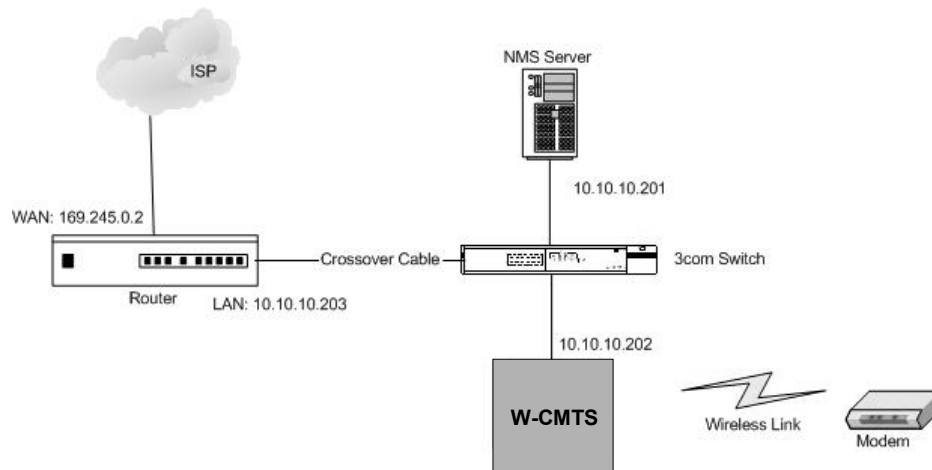 ISP
NMS Server
10.10.10.201
WAN: 169.245.0.2
Crossover Cable
3com Switch
Router
LAN: 10.10.10.203
10.10.10.202
W-CMTS
Wireless Link
Modem